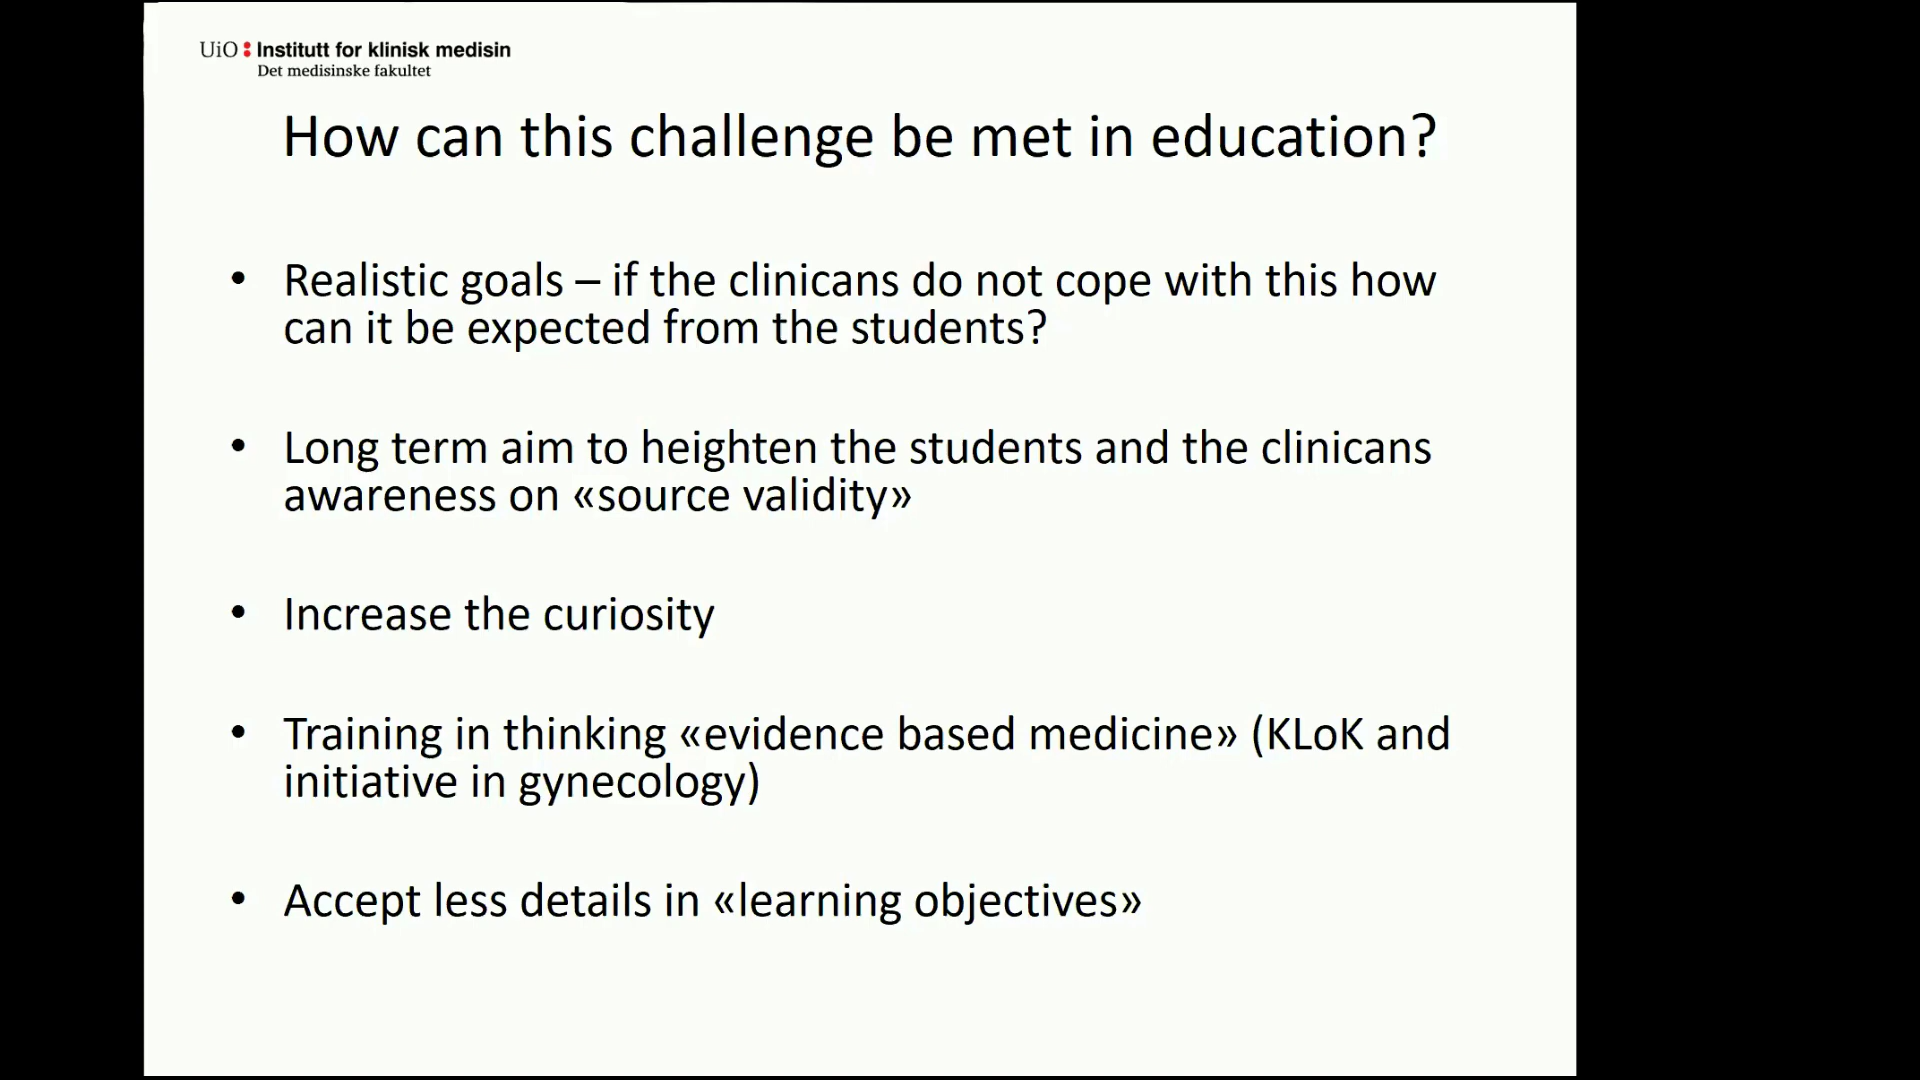 UiO Institutt for klinisk medisin
Det medisinske fakultet
How can this challenge be met in education?
• Realistic goals – if the clinicans do not cope with this how
can it be expected from the students?
• Long term aim to heighten the students and the clinicans
awareness on «source validity»
• Increase the curiosity
• Training in thinking «evidence based medicine» (KLoK and
initiative in gynecology)
• Accept less details in «learning objectives»